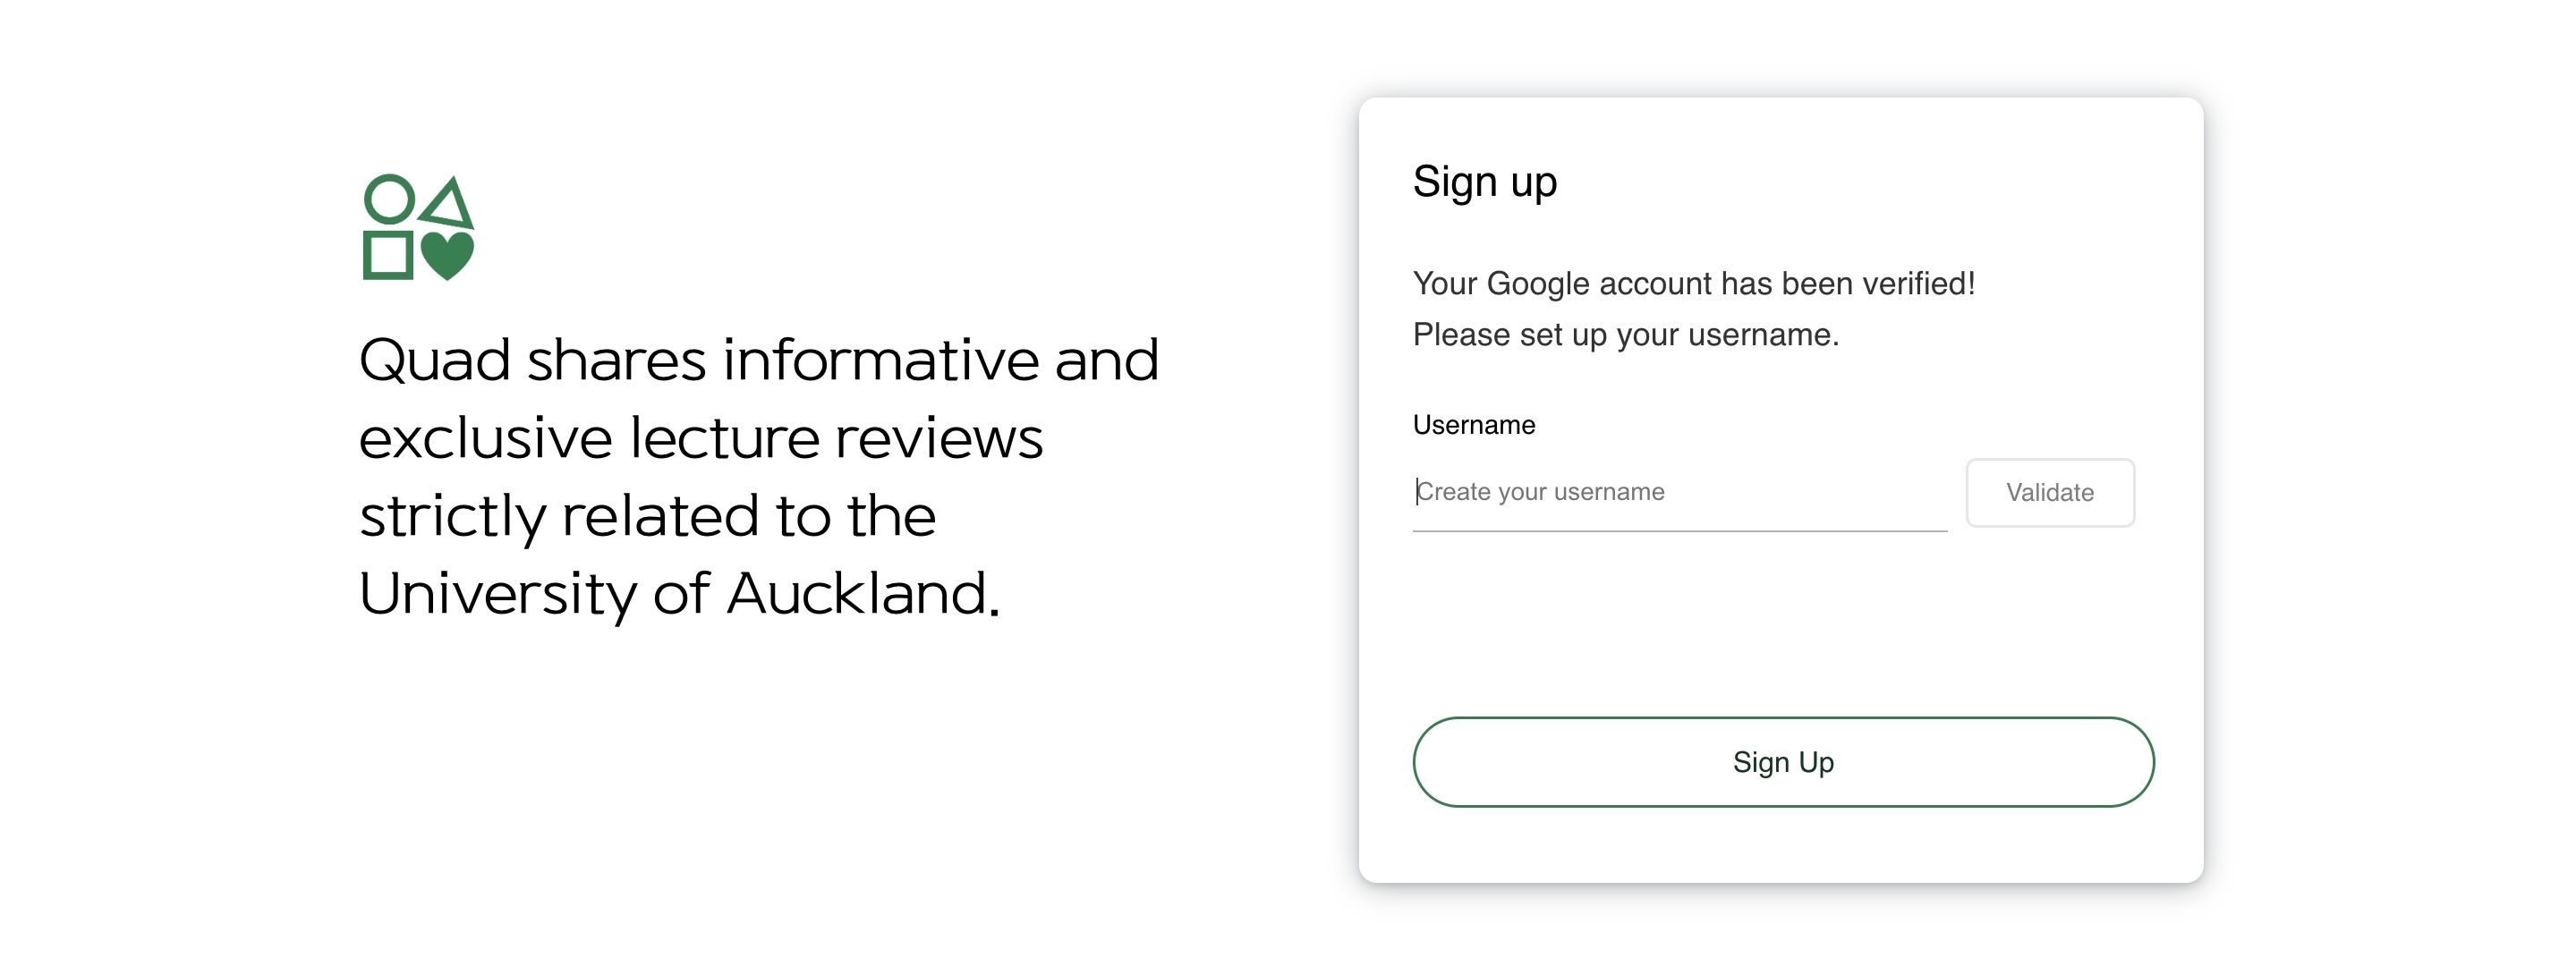 Quad shares informative and
exclusive lecture reviews
strictly related to the
University of Auckland.
Sign up
Your Google account has been verified!
Please set up your username.
Username
Create your username
Validate
Sign Up